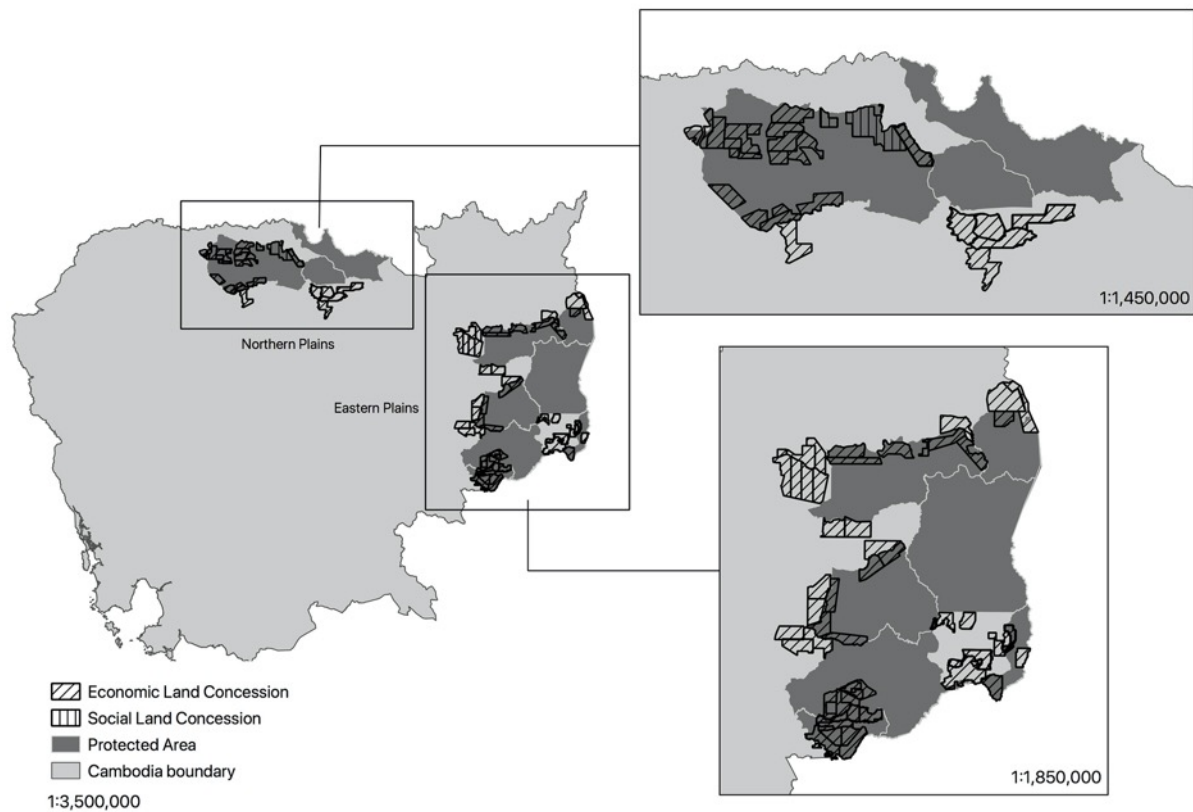 1:1,450,000
Northern Plains
Eastern Plains
Economic Land Concession
Social Land Concession
Protected Area
Cambodia boundary
1:3,500,000
1:1,850,000